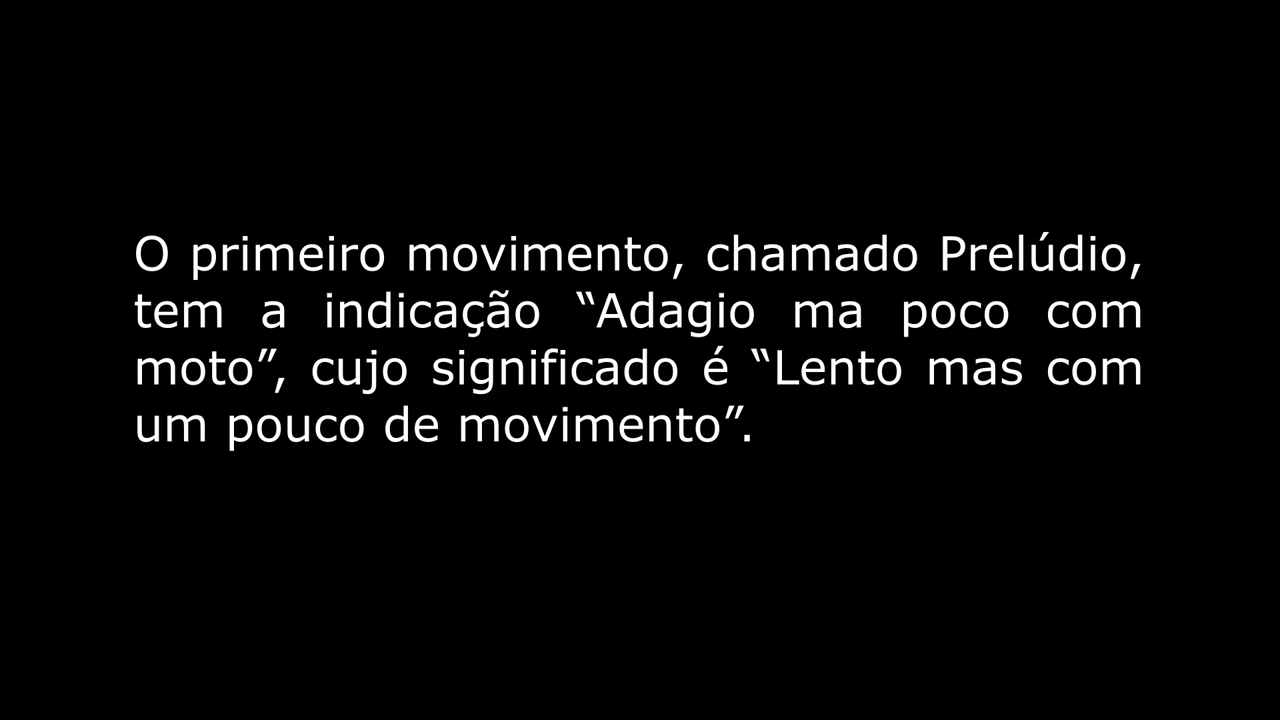 O primeiro movimento, chamado Prelúdio,
tem a indicação “Adagio ma poco com
moto”, cujo significado é “Lento mas com
um pouco de movimento”.